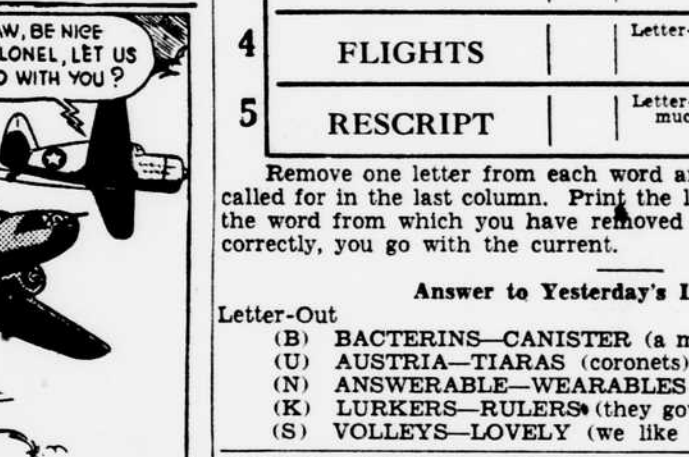 W, BE NICE
LONEL, LET US
WITH YOU?
4 FLIGHTS Letter-
5 RESCRIPT Letter-
muc
Remove one letter from each word a
called for in the last column. Print the
the word from which you have removed
correctly, you go with the current.
Answer to Yesterday's
Letter-Out
(B) BACTERINS—CANISTER (a m
(U) AUSTRIA—TIARAS (coronets)
(N) ANSWERABLE—WEARABLES
(K) LURKERS—RULERS (they go
(S) VOLLEYS—LOVELY (we like